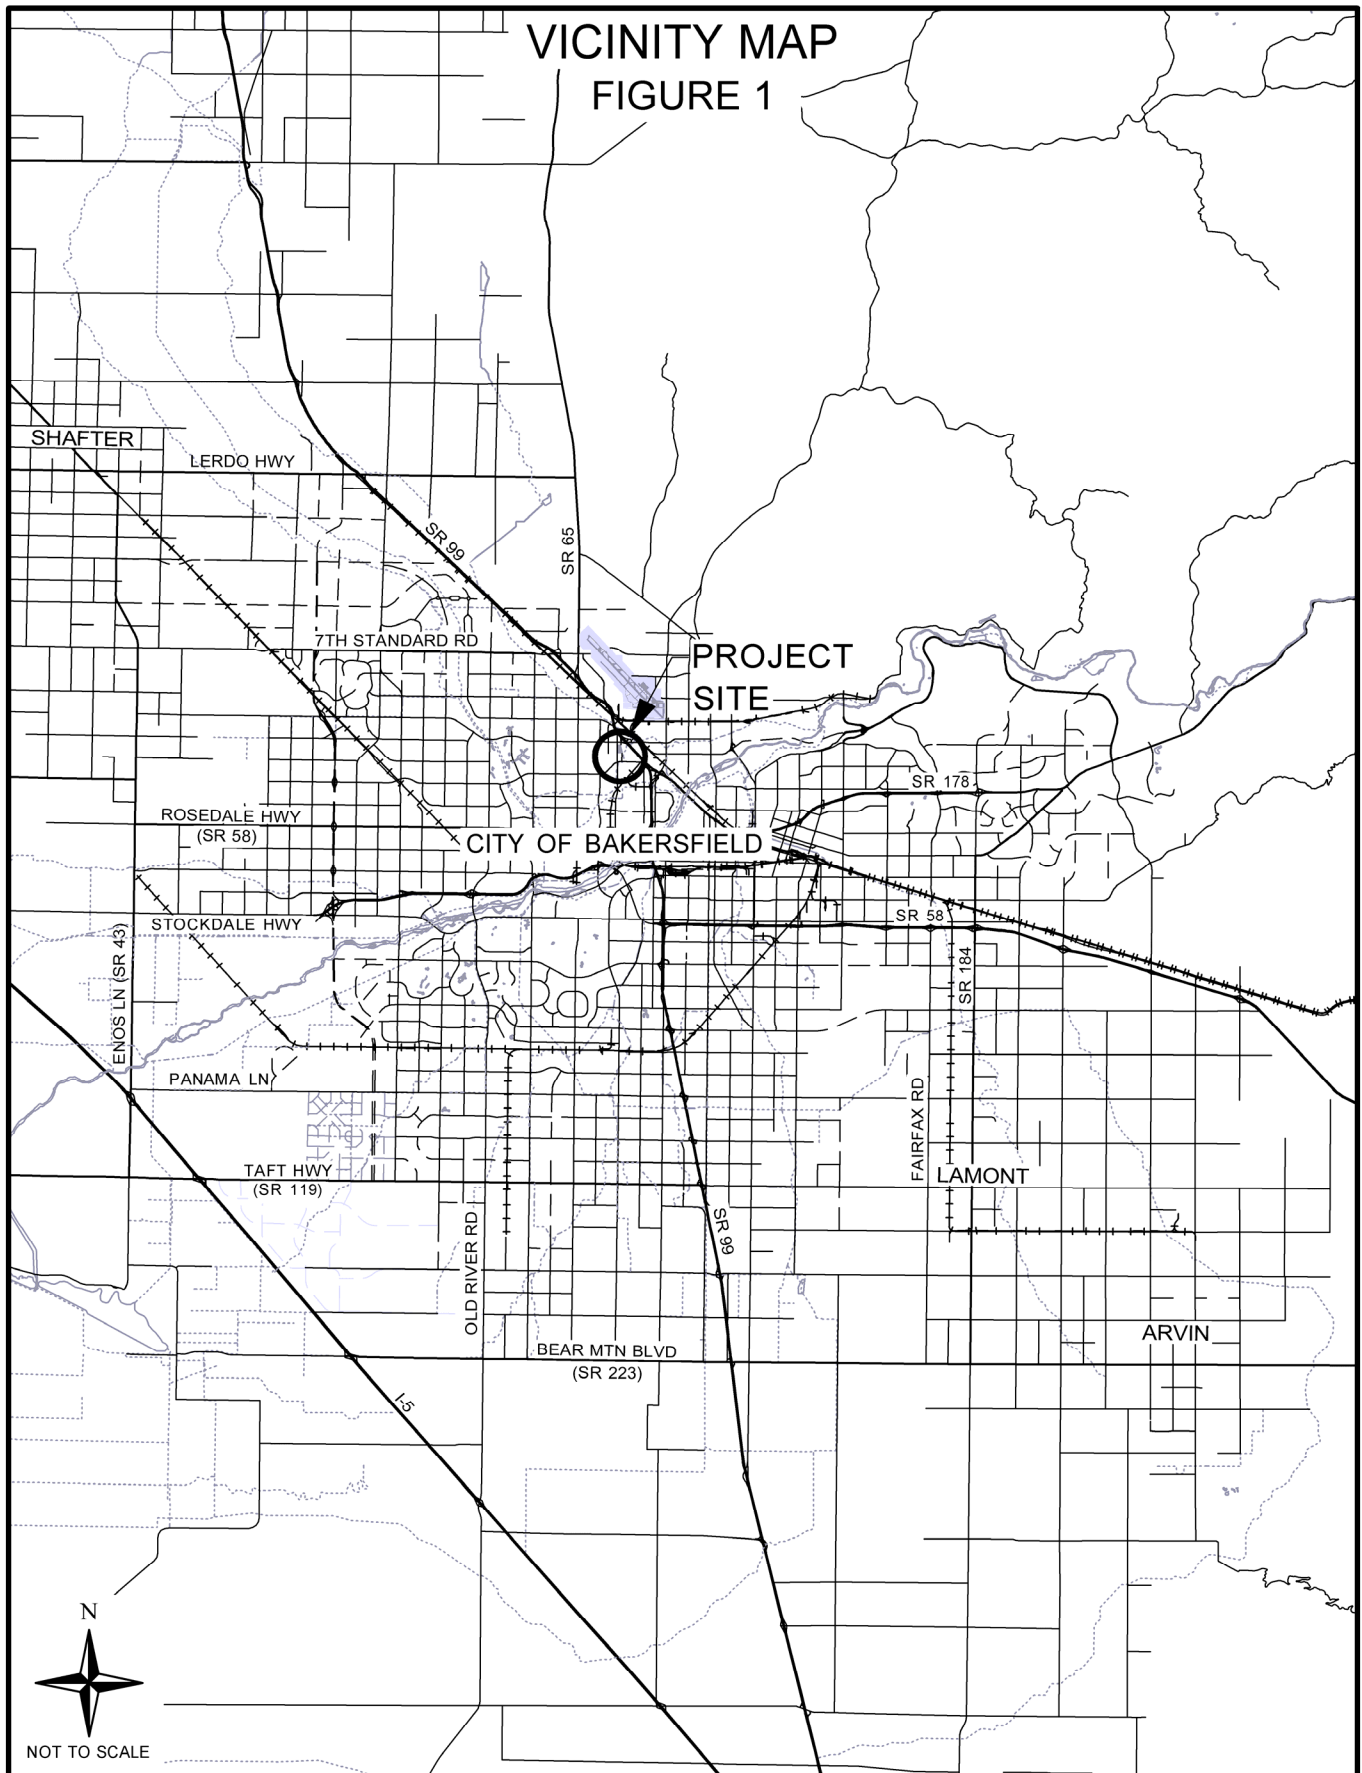 VICINITY MAP
FIGURE 1
SHAFTER
LERDO HWY
SR 99
SR 65
7TH STANDARD RD
PROJECT
SITE
SR 178
ROSEDALE HWY
(SR 58)
CITY OF BAKERSFIELD
STOCKDALE HWY
SR 58
ENOS LN (SR 43)
SR 184
PANAMA LN
FAIRFAX RD
TAFT HWY
(SR 119)
LAMONT
OLD RIVER RD
SR 99
ARVIN
BEAR MTN BLVD
(SR 223)
I-5
N
NOT TO SCALE